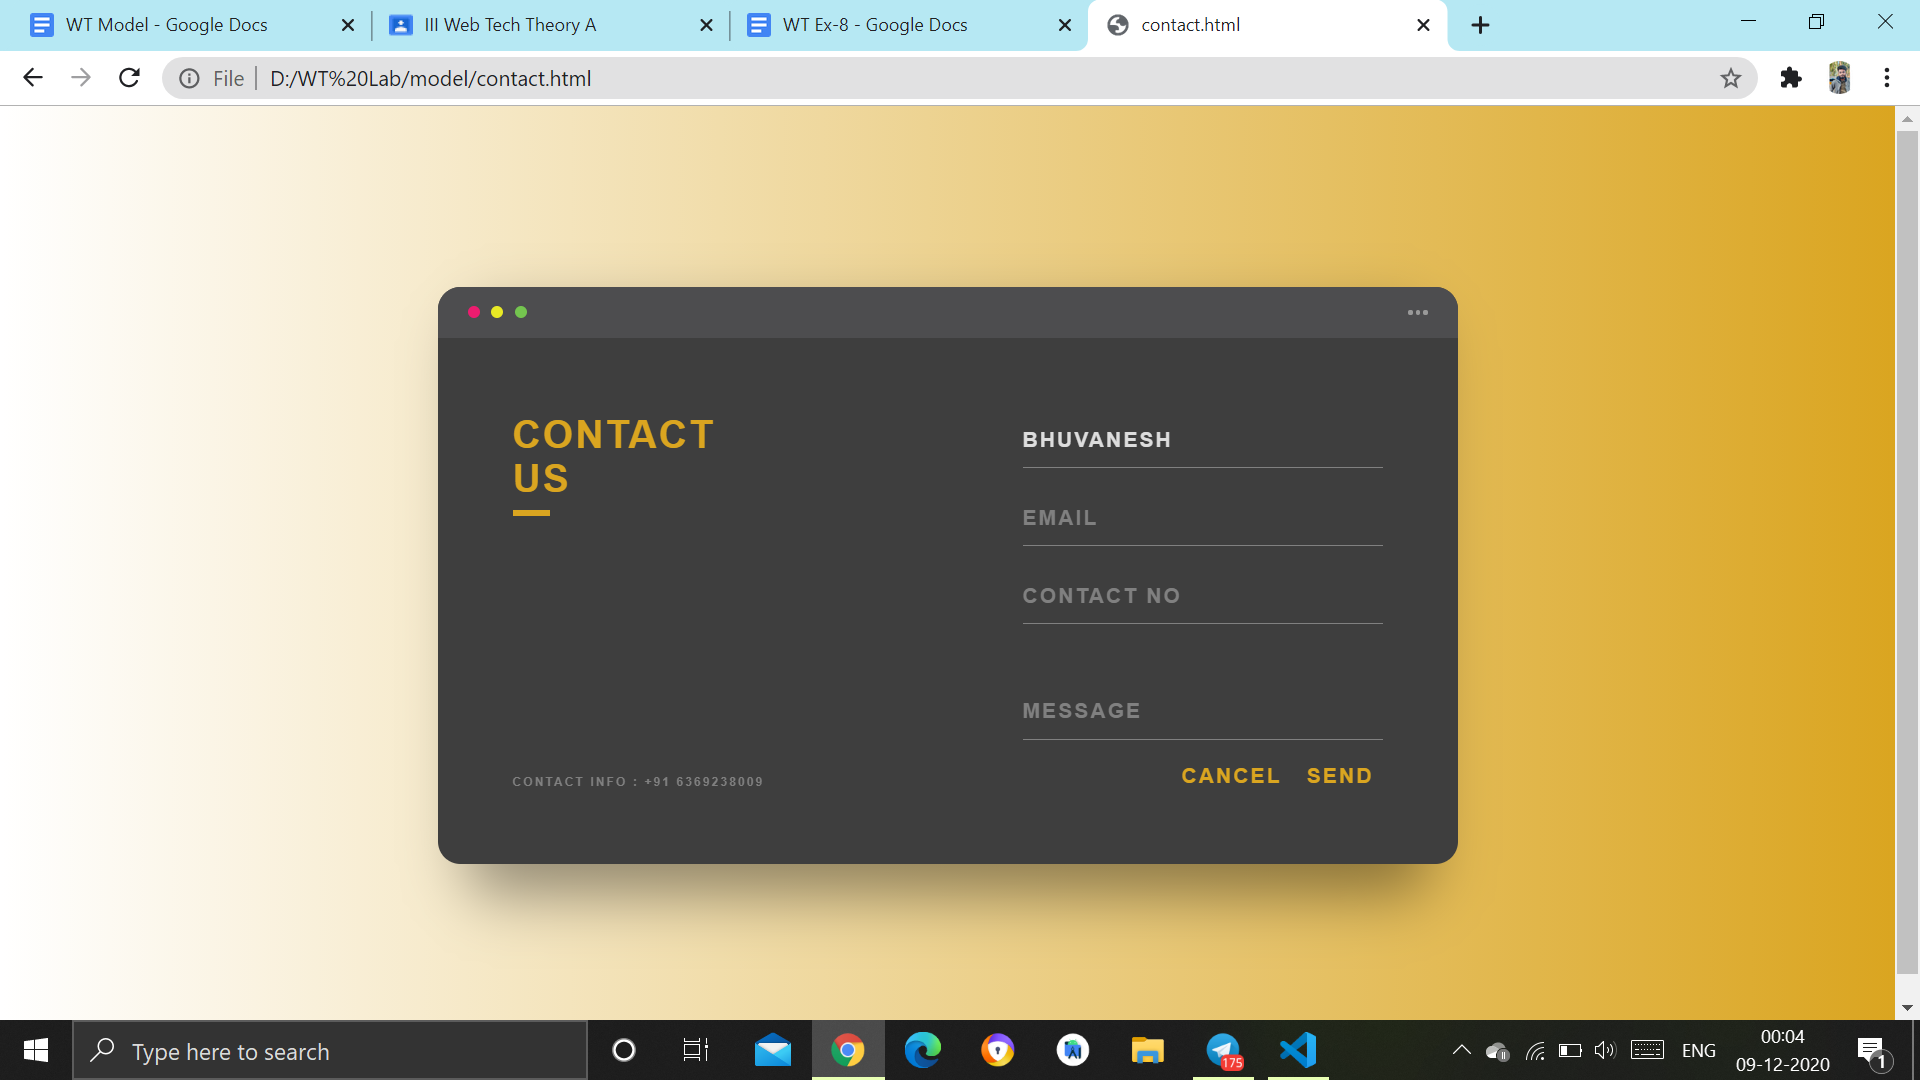 WT Model - Google Docs
III Web Tech Theory A
WT Ex-8 - Google Docs
contact.html
File
D:/WT%20Lab/model/contact.html
CONTACT
US
BHUVANESH
EMAIL
CONTACT NO
MESSAGE
CANCEL SEND
CONTACT INFO : +91 6369238009
Type here to search
175
ENG
00:04
09-12-2020
1